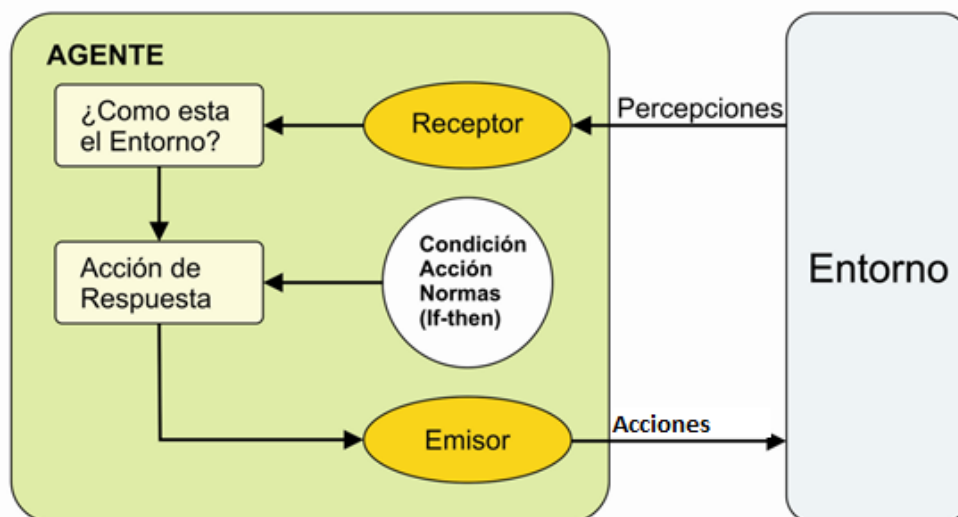 AGENTE
¿Como esta
el Entorno?
Receptor
Percepciones
Condición
Acción
Normas
(If-then)
Acción de
Respuesta
Entorno
Emisor
Acciones